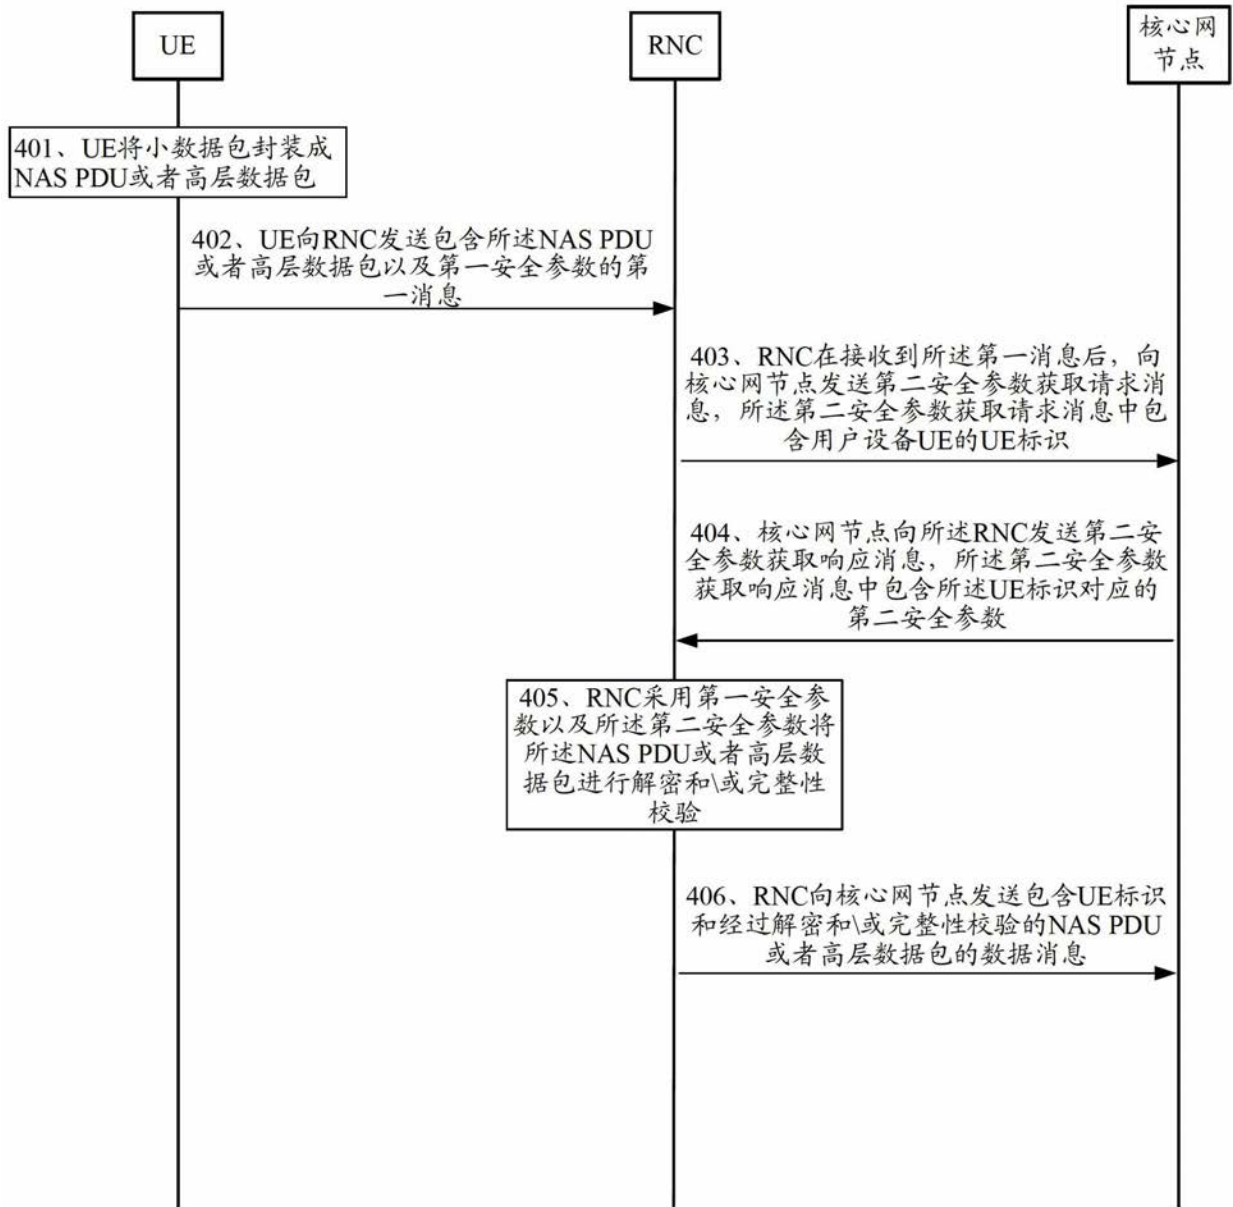 UE
RNC
核心网
节点
401、UE将小数据包封装成
NAS PDU或者高层数据包
402、UE向RNC发送包含所述NAS PDU
或者高层数据包以及第一安全参数的第
一消息
403、RNC在接收到所述第一消息后，向
核心网节点发送第二安全参数获取请求消
息，所述第二安全参数获取请求消息中包
含用户设备UE的UE标识
404、核心网节点向所述RNC发送第二安
全参数获取响应消息，所述第二安全参数
获取响应消息中包含所述UE标识对应的
第二安全参数
405、RNC采用第一安全参
数以及所述第二安全参数将
所述NAS PDU或者高层数
据包进行解密和\或完整性
校验
406、RNC向核心网节点发送包含UE标识
和经过解密和\或完整性校验的NAS PDU
或者高层数据包的数据消息